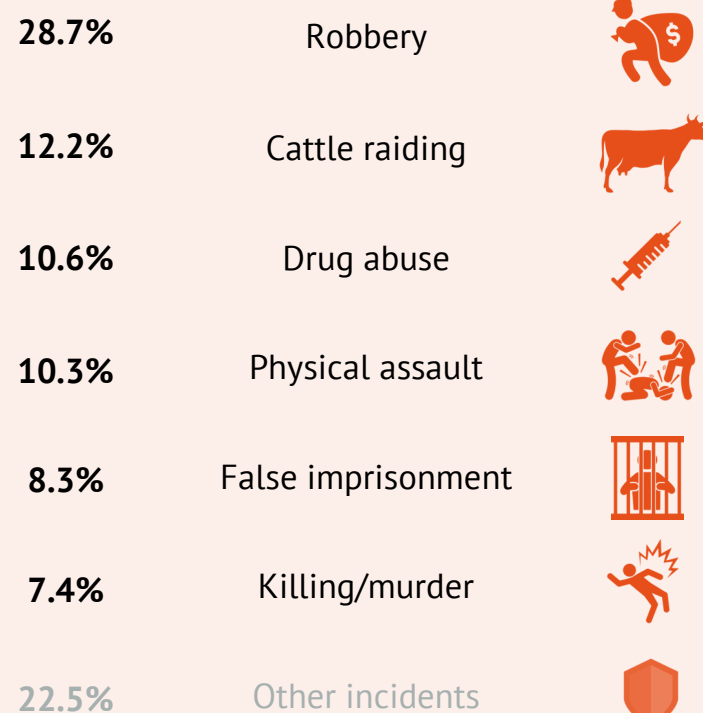 28.7% Robbery $
12.2% Cattle raiding
10.6% Drug abuse
10.3% Physical assault
8.3% False imprisonment
7.4% Killing/murder
22.5% Other incidents